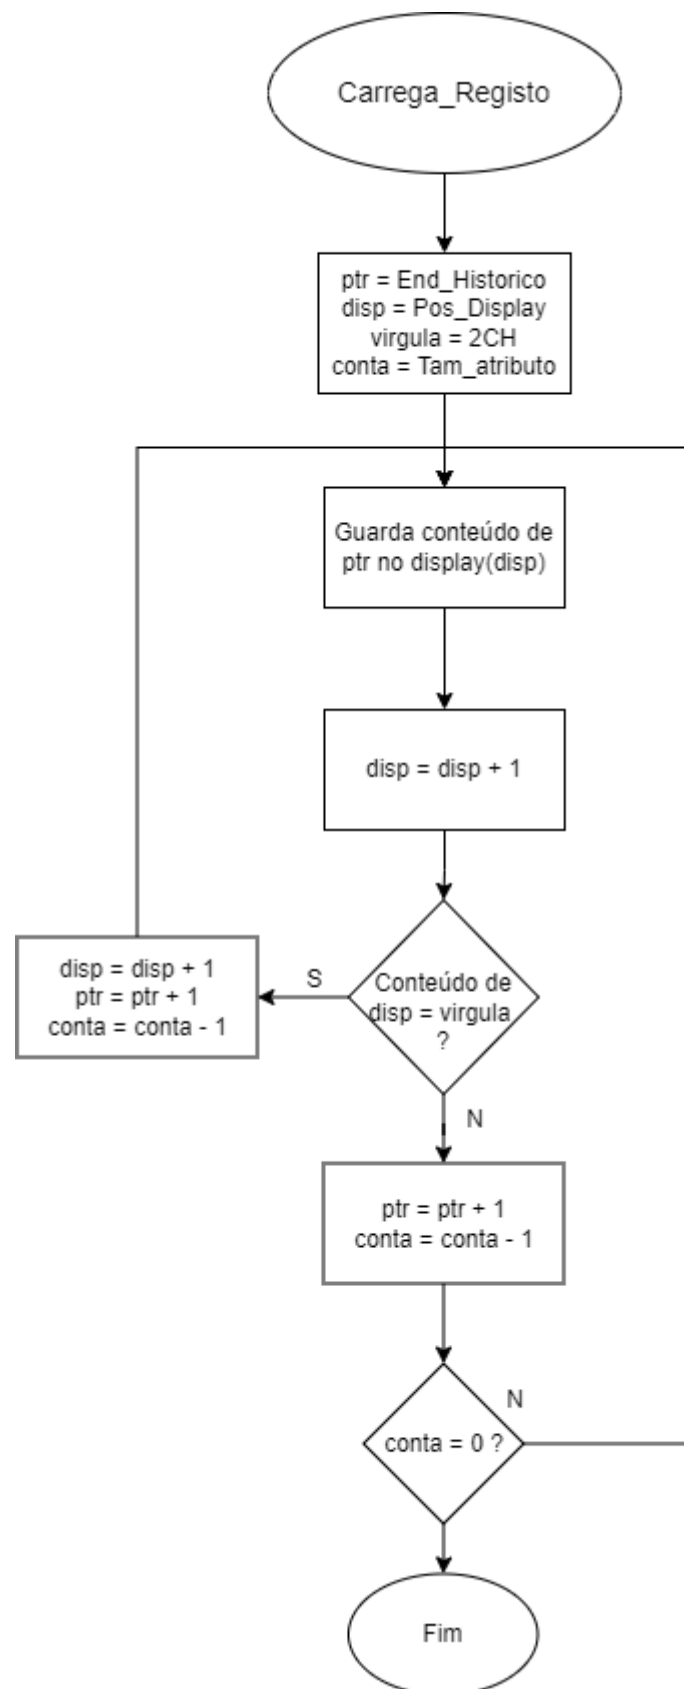 Carrega_Registo
ptr = End_Historico
disp = Pos_Display
virgula = 2CH
conta = Tam_atributo
Guarda conteúdo de
ptr no display(disp)
disp = disp + 1
Conteúdo de
disp = virgula
?
S
disp = disp + 1
ptr = ptr + 1
conta = conta - 1
N
ptr = ptr + 1
conta = conta - 1
N
conta = 0 ?
Fim